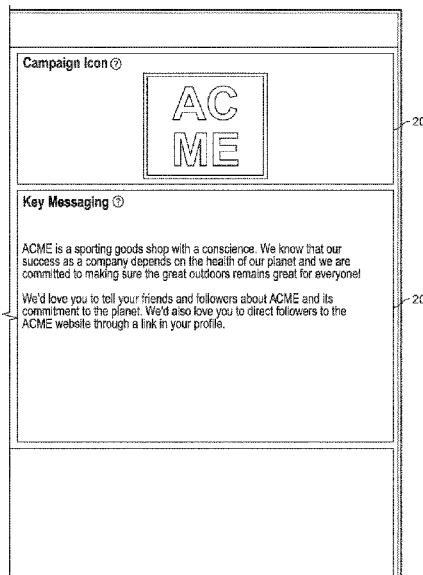 Campaign Icon ?
AC
ME
20
Key Messaging ?
ACME is a sporting goods shop with a conscience. We know that our
success as a company depends on the health of our planet and we are
committed to making sure the great outdoors remains great for everyone!
We'd love you to tell your friends and followers about ACME and its
commitment to the planet. We'd also love you to direct followers to the
ACME website through a link in your profile.
20